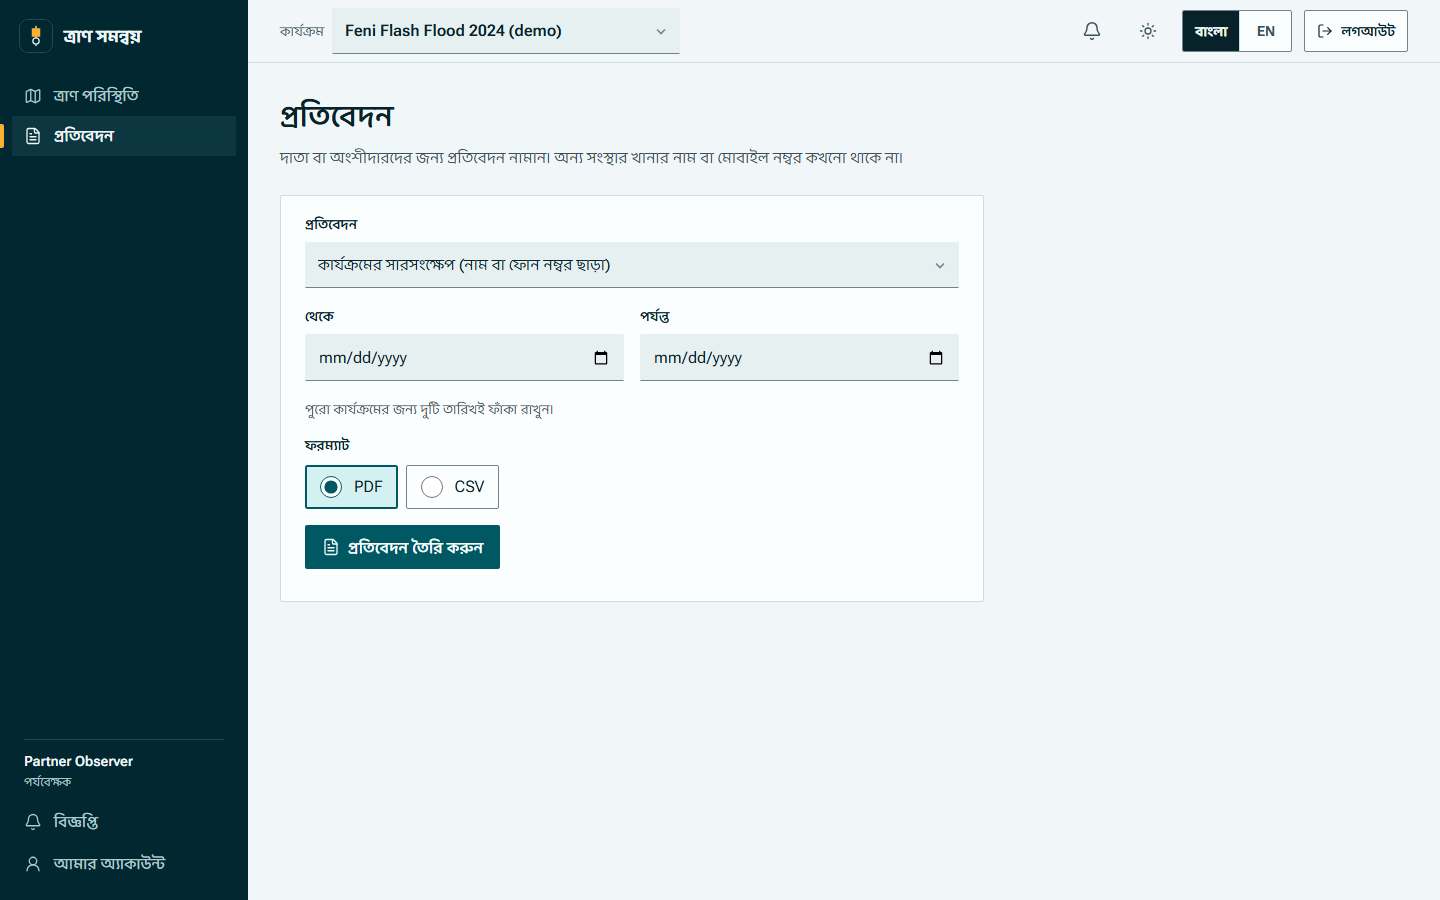 ত্রাণ সমন্বয়
ত্রাণ পরিস্থিতি
প্রতিবেদন
Partner Observer
পর্যবেক্ষক
বিজ্ঞপ্তি
আমার অ্যাকাউন্ট
কার্যক্রম
Feni Flash Flood 2024 (demo)
বাংলা
EN
লগআউট
প্রতিবেদন
দাতা বা অংশীদারদের জন্য প্রতিবেদন নামান। অন্য সংস্থার খানার নাম বা মোবাইল নম্বর কখনো থাকে না।
প্রতিবেদন
কার্যক্রমের সারসংক্ষেপ (নাম বা ফোন নম্বর ছাড়া)
থেকে
পর্যন্ত
mm/dd/yyyy
mm/dd/yyyy
পুরো কার্যক্রমের জন্য দুটি তারিখই ফাঁকা রাখুন।
ফরম্যাট
PDF
CSV
প্রতিবেদন তৈরি করুন